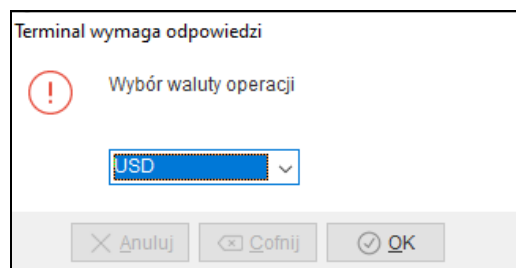 Terminal wymaga odpowiedzi
Wybór waluty operacji
USD
Anuluj Cofnij OK